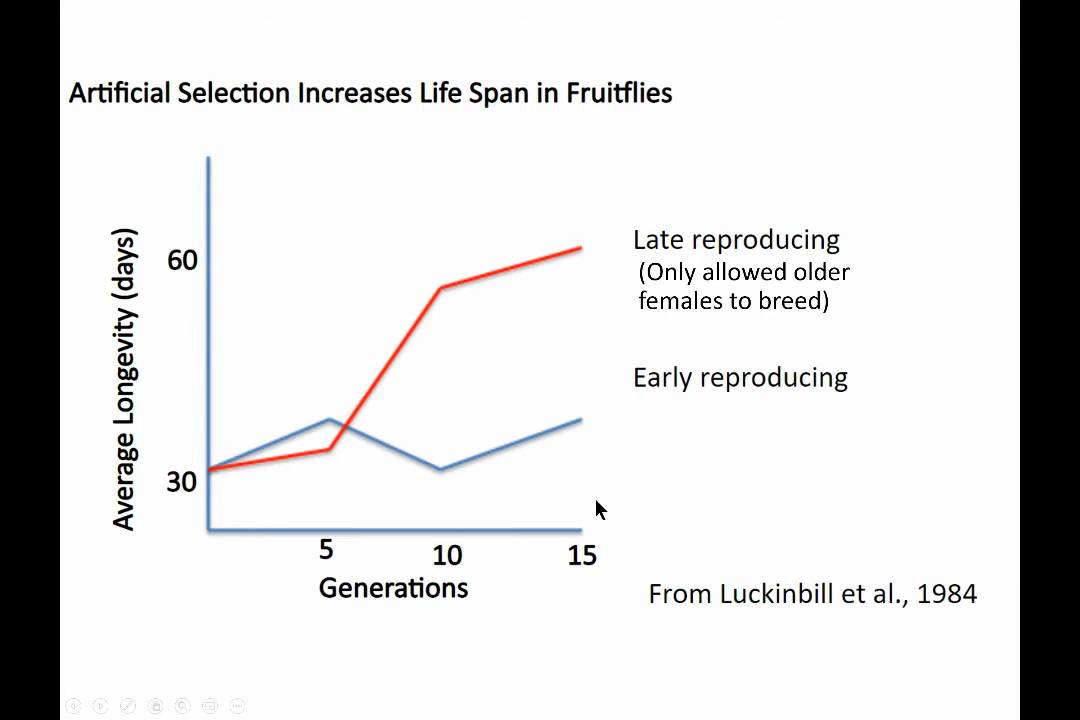 Artificial Selection Increases Life Span in Fruitflies
Average Longevity (days)
60
30
5
10
15
Generations
Late reproducing
(Only allowed older
females to breed)
Early reproducing
From Luckinbill et al., 1984